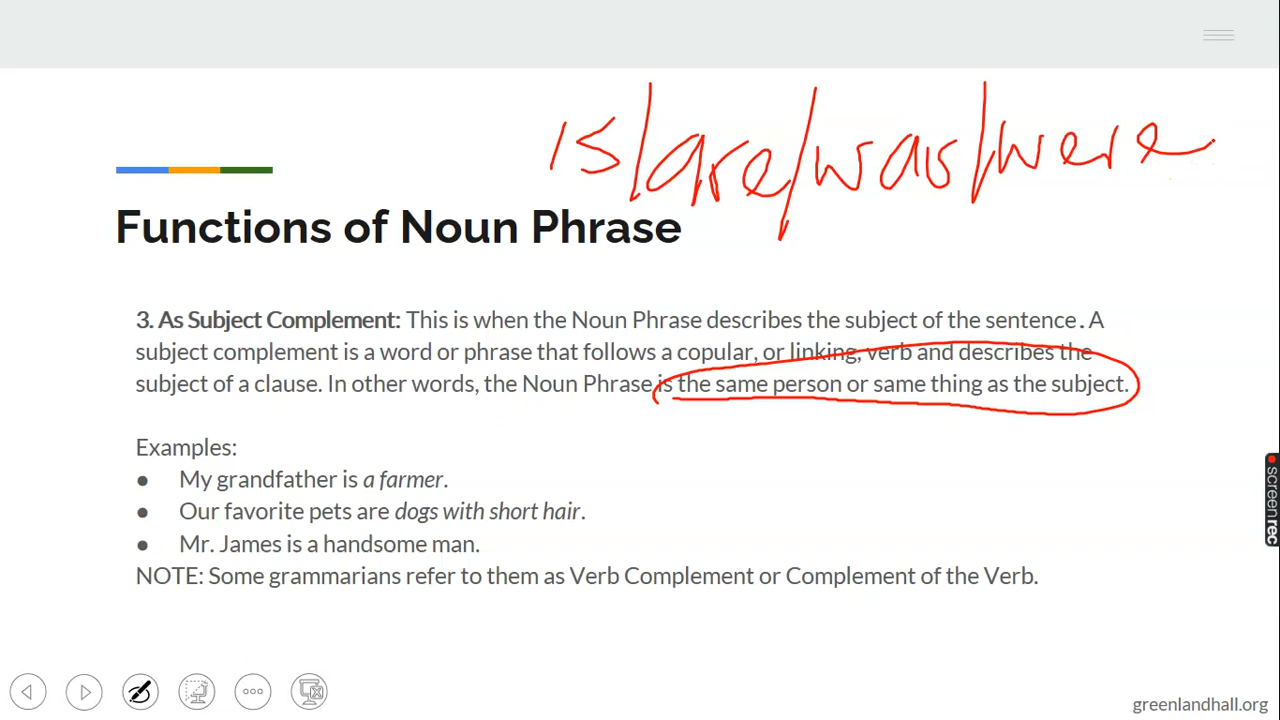 is/are/was/were
Functions of Noun Phrase
3. As Subject Complement: This is when the Noun Phrase describes the subject of the sentence. A
subject complement is a word or phrase that follows a copular, or linking, verb and describes the
subject of a clause. In other words, the Noun Phrase is the same person or same thing as the subject.
Examples:
● My grandfather is a farmer.
● Our favorite pets are dogs with short hair.
● Mr. James is a handsome man.
NOTE: Some grammarians refer to them as Verb Complement or Complement of the Verb.
screenrec
greenlandhall.org